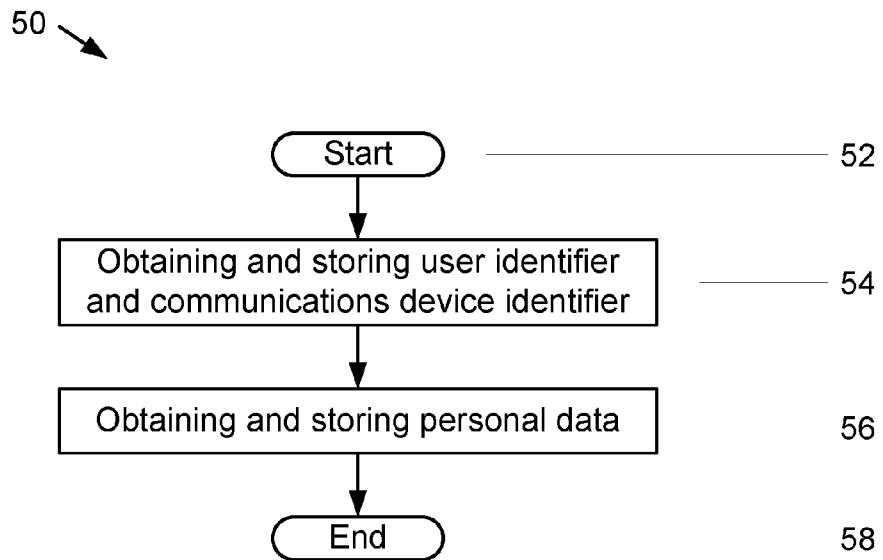 50
Start
52
Obtaining and storing user identifier
and communications device identifier
54
Obtaining and storing personal data
56
End
58